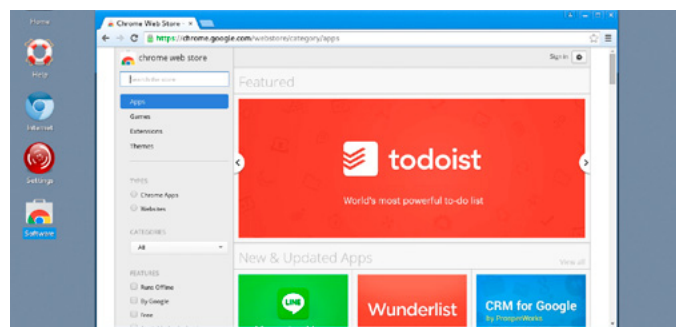 Home
Help
Internet
Settings
Software
Chrome Web Store -
https://chrome.google.com/webstore/category/apps
chrome web store
Sign in
Apps
Games
Extensions
Themes
TYPES
Chrome Apps
Websites
CATEGORIES
All
FEATURES
Runs Offline
By Google
Free
Featured
todoist
World's most powerful to-do list
New & Updated Apps
View all
LINE
Wunderlist
CRM for Google
by ProsperWorks